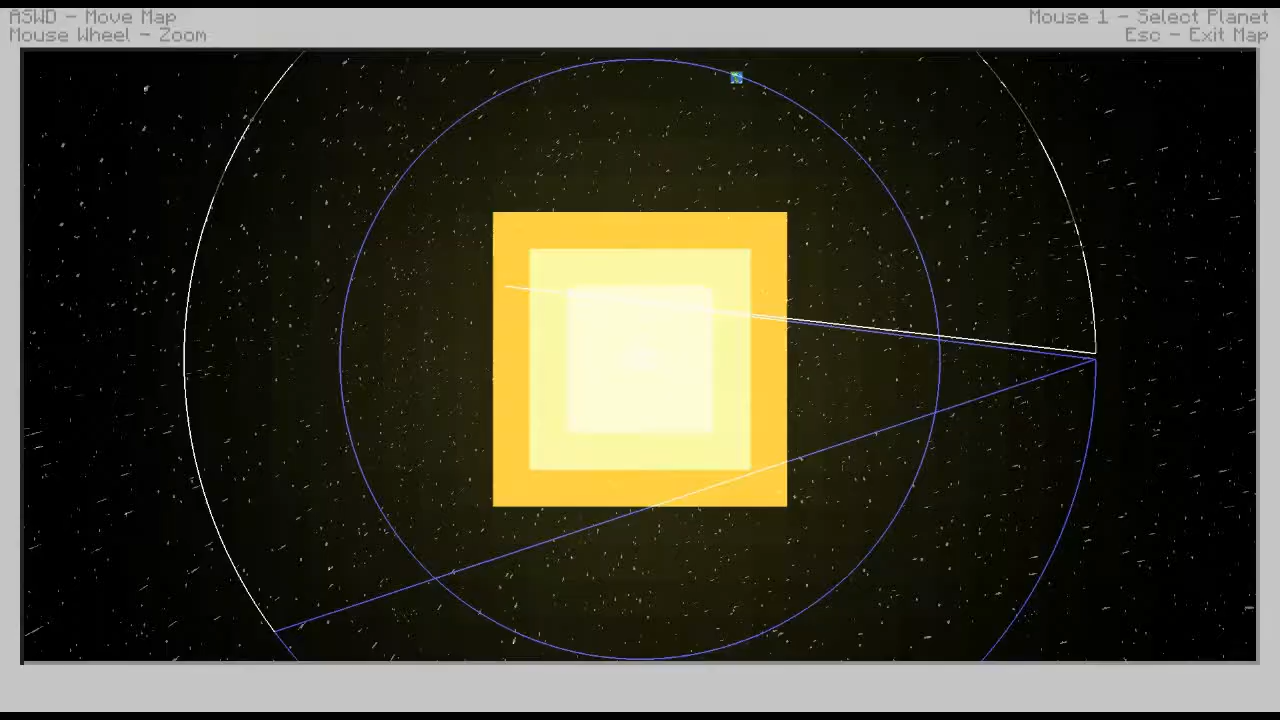 ASWD - Move Map
Mouse Wheel - Zoom
Mouse 1 - Select Planet
Esc - Exit Map